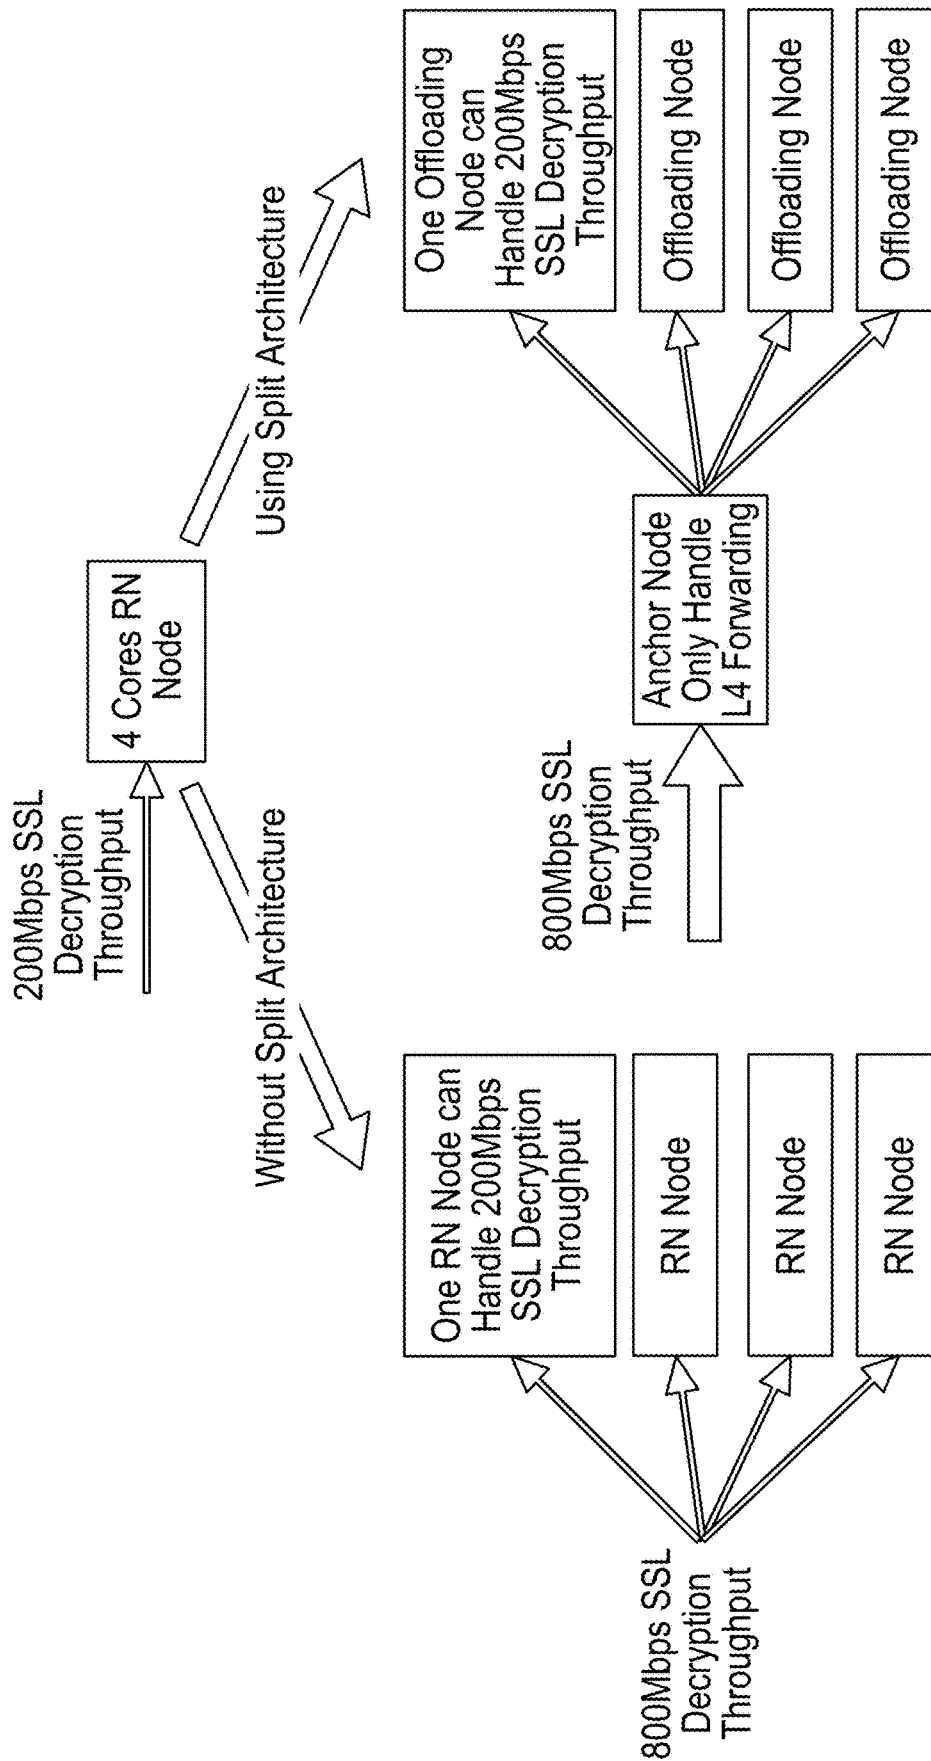 200Mbps SSL
Decryption
Throughput
4 Cores RN
Node
Without Split Architecture
Using Split Architecture
800Mbps SSL
Decryption
Throughput
One RN Node can
Handle 200Mbps
SSL Decryption
Throughput
RN Node
RN Node
RN Node
800Mbps SSL
Decryption
Throughput
Anchor Node
Only Handle
L4 Forwarding
One Offloading
Node can
Handle 200Mbps
SSL Decryption
Throughput
Offloading Node
Offloading Node
Offloading Node